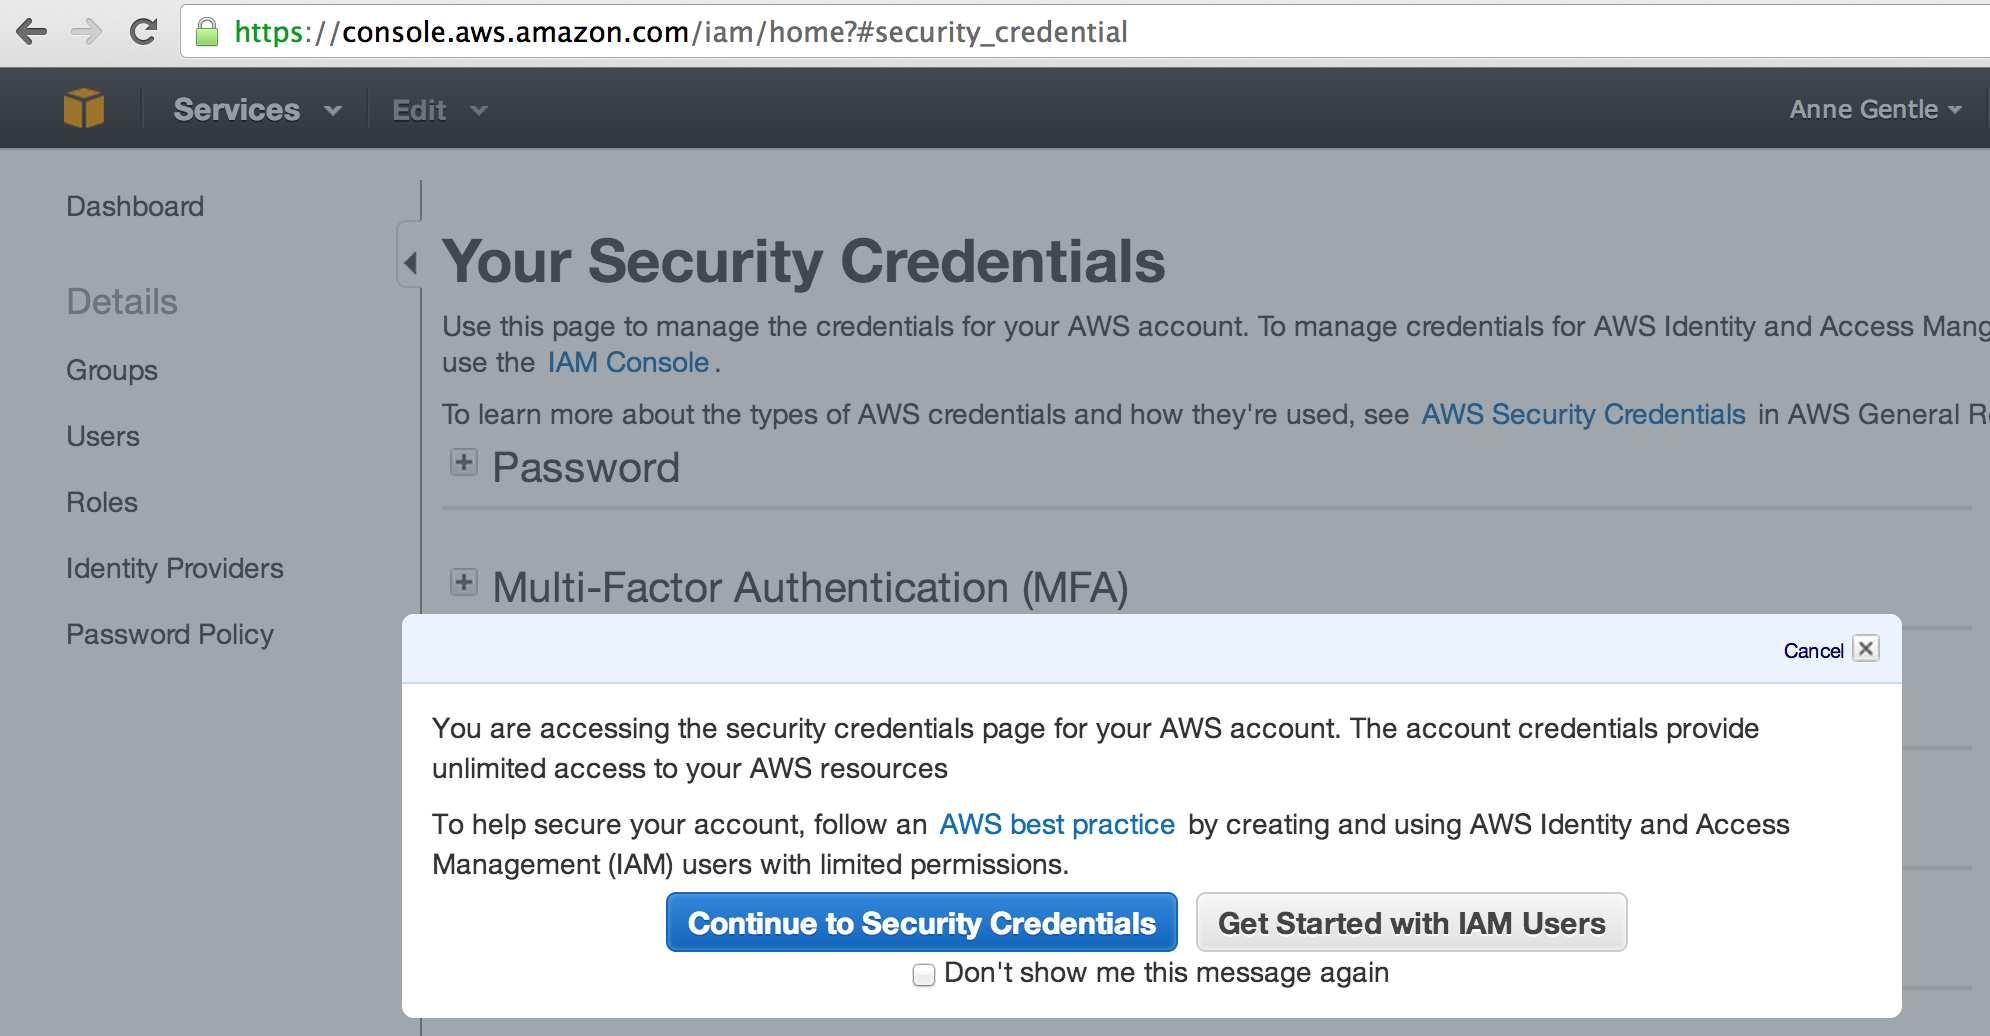 https://console.aws.amazon.com/iam/home?#security_credential
Services Edit Anne Gentle
Dashboard
Details
Groups
Users
Roles
Identity Providers
Password Policy
Your Security Credentials
Use this page to manage the credentials for your AWS account. To manage credentials for AWS Identity and Access
use the IAM Console.
To learn more about the types of AWS credentials and how they're used, see AWS Security Credentials in AWS General
Password
Multi-Factor Authentication (MFA)
Cancel
You are accessing the security credentials page for your AWS account. The account credentials provide
unlimited access to your AWS resources
To help secure your account, follow an AWS best practice by creating and using AWS Identity and Access
Management (IAM) users with limited permissions.
Continue to Security Credentials Get Started with IAM Users
Don't show me this message again